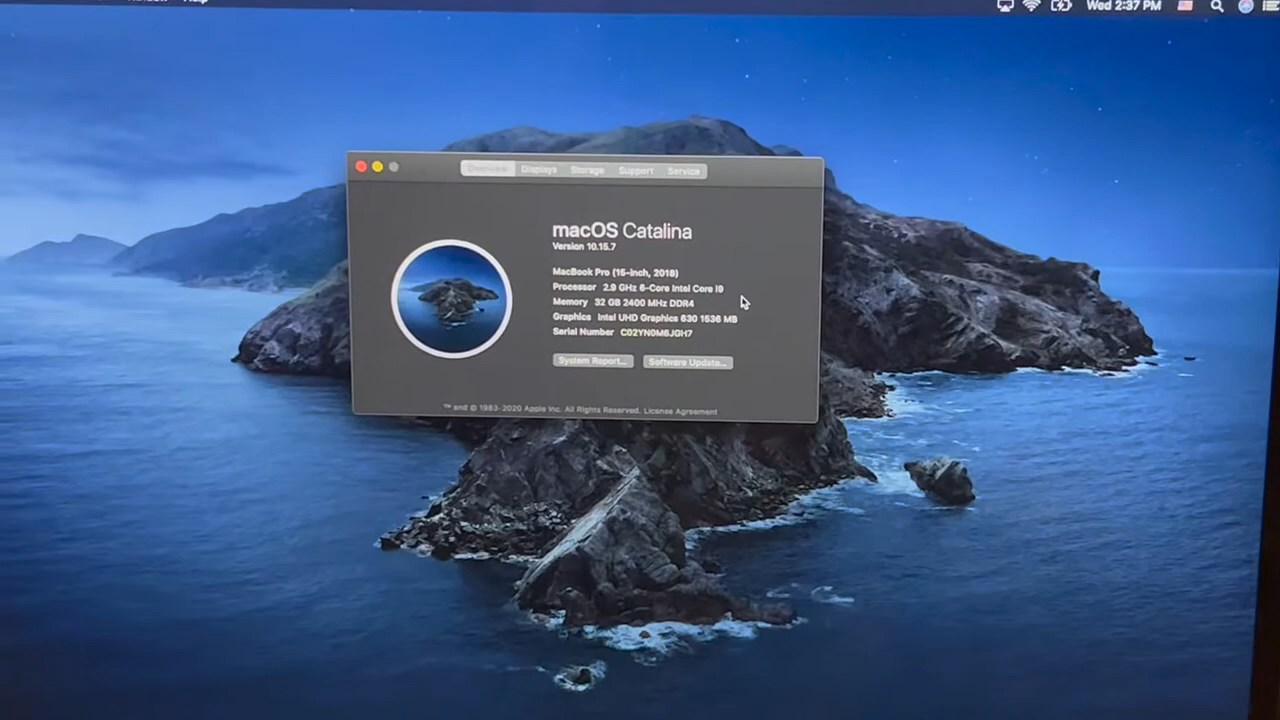 Wed 2:37 PM
Overview Displays Storage Support Service
macOS Catalina
Version 10.15.7
MacBook Pro (15-inch, 2018)
Processor 2.9 GHz 6-Core Intel Core i9
Memory 32 GB 2400 MHz DDR4
Graphics Intel UHD Graphics 630 1536 MB
Serial Number C02YN0M6JGH7
System Report... Software Update...
™ and © 1983-2020 Apple Inc. All Rights Reserved. License Agreement